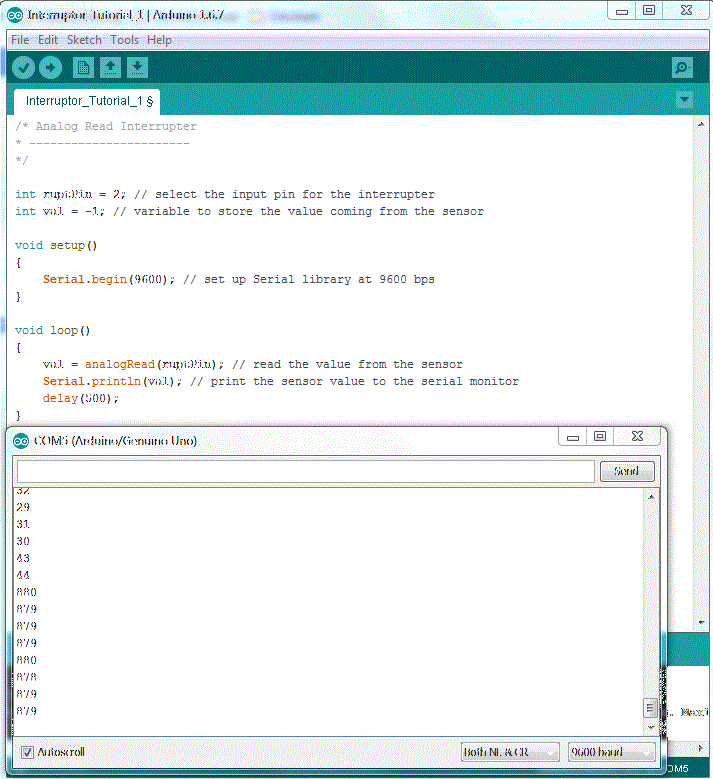 Interruptor_Tutorial_1 | Arduino 1.6.7
File Edit Sketch Tools Help
Interruptor_Tutorial_1 §
/* Analog Read Interrupter
* -----------------------
*/
int ruptPin = 2; // select the input pin for the interrupter
int val = -1; // variable to store the value coming from the sensor
void setup()
{
Serial.begin(9600); // set up Serial library at 9600 bps
}
void loop()
{
val = analogRead(ruptPin); // read the value from the sensor
Serial.println(val); // print the sensor value to the serial monitor
delay(500);
}
COM5 (Arduino/Genuino Uno)
Send
32
29
31
30
43
44
880
879
879
879
880
878
879
879
Autoscroll
Both NL & CR
9600 baud